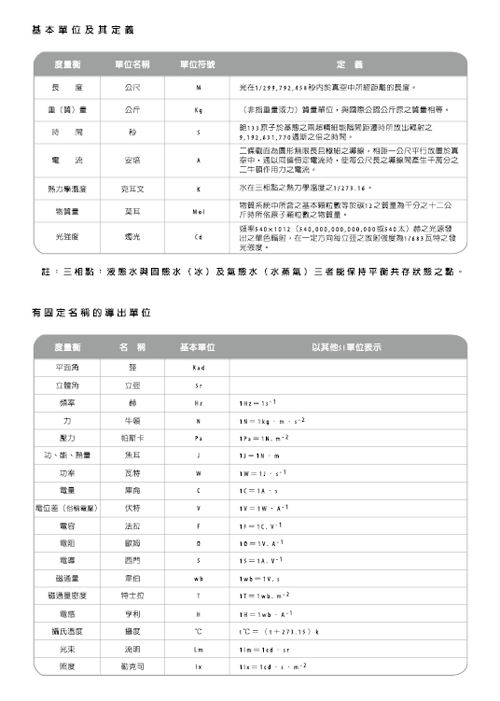 基本單位及其定義
度量衡 單位名稱 單位符號 定 義
長 度 公尺 M 光在1/299,792,458秒内於真空中所經距離的長度。
重（質）量 公斤 Kg （非指重量或力）質量單位，與國際公認公斤原之質量相等。
時 間 秒 S 銫133原子於基態之兩超精細能階間距遷時所放出輻射之
9,192,631,770週期之倍之時間。
電 流 安培 A 二條截面為圓形無限長且極細之導線，相距一公尺平行放置於真
空中，通以同值恒定電流時，使每公尺長之導線間產生千萬分之
二牛頓作用力之電流。
熱力學溫度 克耳文 K 水在三相點之熱力學溫度之1/273.16。
物質量 莫耳 Mol 物質系統中所含之基本顆粒數等於碳12之質量為千分之十二公
斤時所俗原子顆粒數之物質量。
光強度 燭光 Cd 頻率540×1012（540,000,000,000,000或540太）赫之光源發
出之單色輻射，在一定方向每立弳之放射強度為1/683瓦特之發
光強度。
註：三相點：液態水與固態水（冰）及氣態水（水蒸氣）三者能保持平衡共存狀態之點。
有固定名稱的導出單位
度量衡 名 稱 基本單位 以其他SI單位表示
平面角 弳 Rad
立體角 立弳 Sr
頻率 赫 Hz 1Hz＝1s-1
力 牛頓 N 1N＝1kg‧m‧s-2
壓力 帕斯卡 Pa 1Pa＝1N.m-2
功、能、熱量 焦耳 J 1J＝1N‧m
功率 瓦特 W 1W＝1J‧s-1
電量 庫侖 C 1C＝1A‧s
電位差（俗稱電壓） 伏特 V 1V＝1W‧A-1
電容 法拉 F 1F＝1C.V-1
電阻 歐姆 Ω 1Ω＝1V.A-1
電導 西門 S 1S＝1A.V-1
磁通量 韋伯 wb 1wb＝1V.s
磁通量密度 特士拉 T 1T＝1wb.m-2
電感 亨利 H 1H＝1wb‧A-1
攝氏溫度 攝度 ℃ t℃＝（t+273.15）k
光束 流明 Lm 1lm＝1cd‧sr
照度 勒克司 lx 1lx＝1cd‧s‧m-2